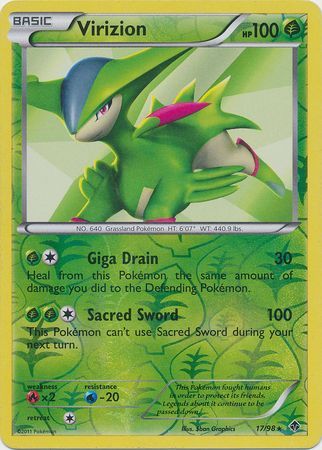 BASIC
Virizion
HP100
NO. 640 Grassland Pokémon HT: 6'07" WT: 440.9 lbs.
Giga Drain 30
Heal from this Pokémon the same amount of
damage you did to the Defending Pokémon.
Sacred Sword 100
This Pokémon can't use Sacred Sword during your
next turn.
weakness resistance
×2 -20
retreat
This Pokémon fought humans
in order to protect its friends.
Legends about it continue to be
passed down.
©2011 Pokémon Illus. 5ban Graphics 17/98 ★